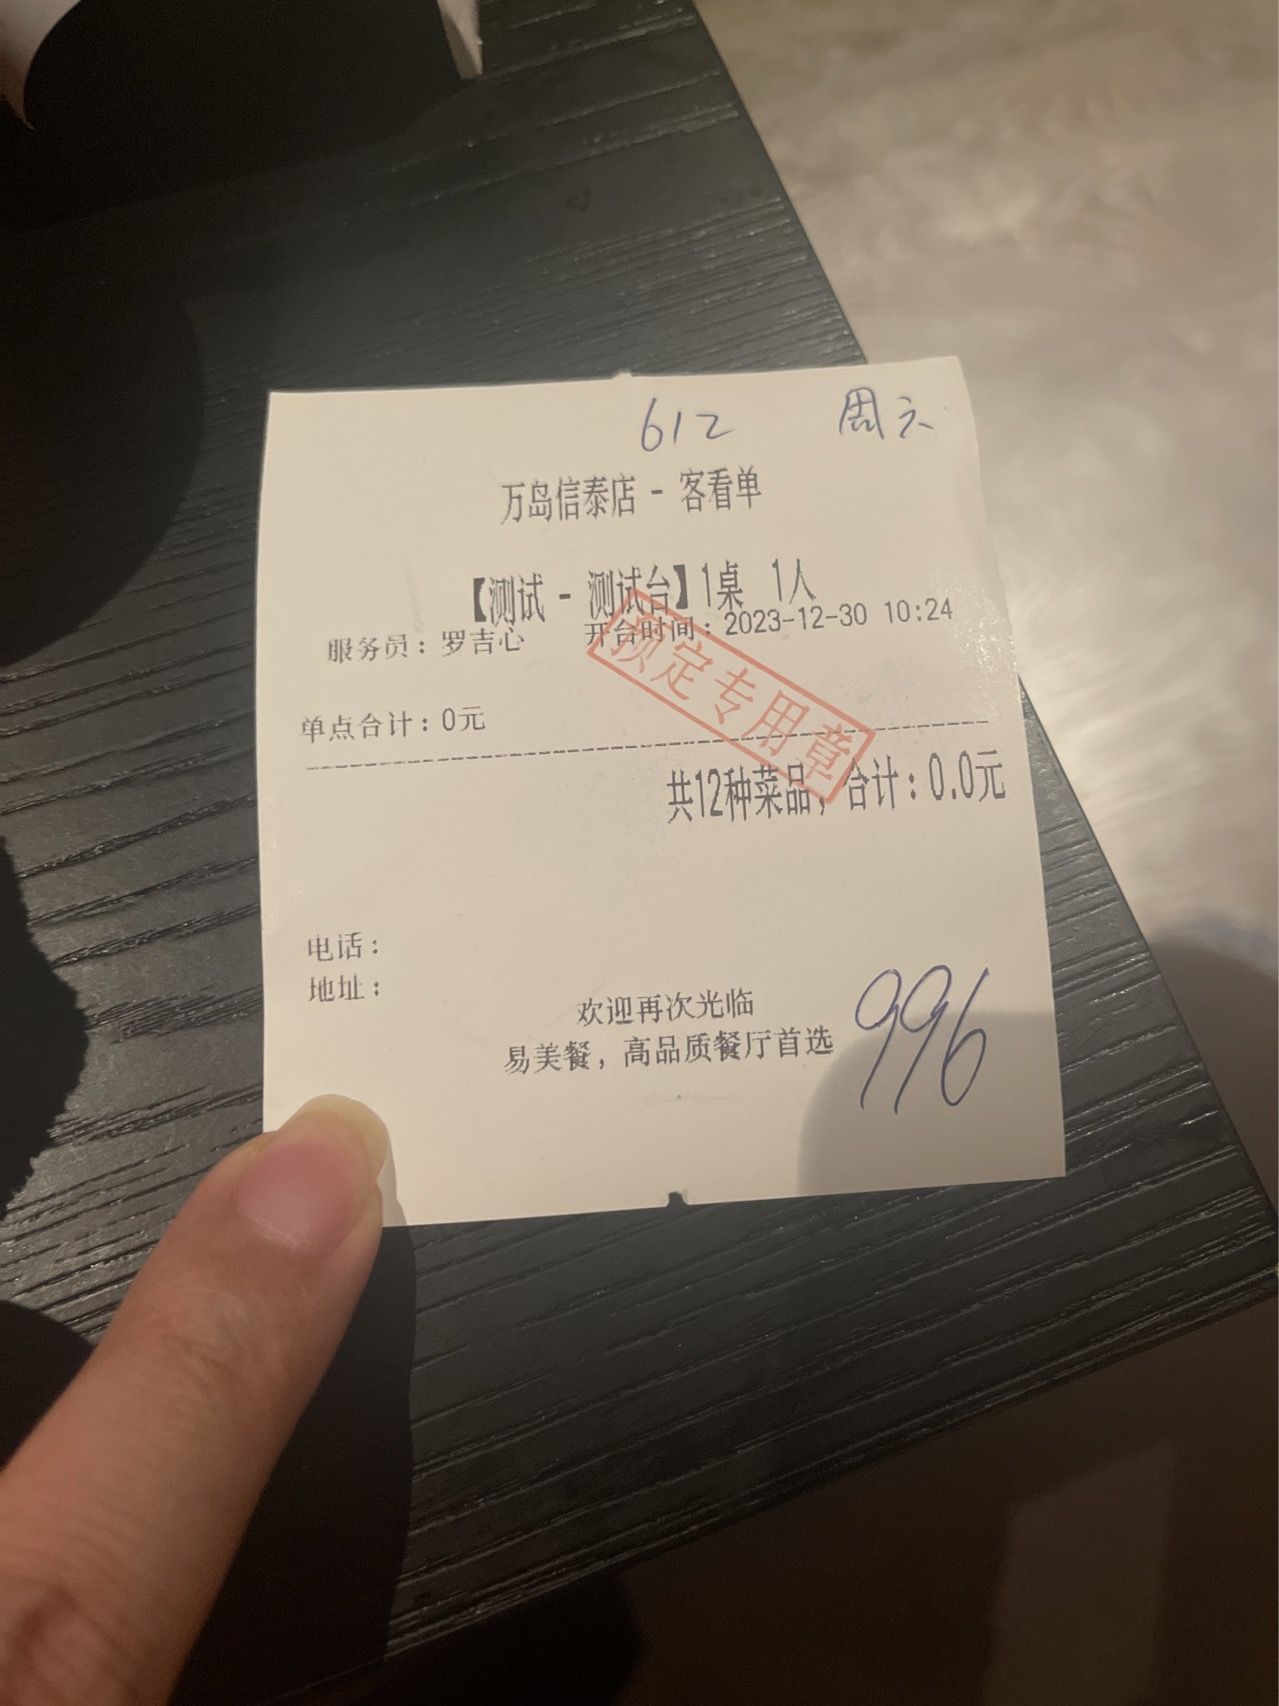 612 周六
万岛信泰店 - 客看单
【测试 - 测试台】1桌 1人
服务员：罗吉心 开台时间：2023-12-30 10:24
预定专用章
单点合计：0元
共12种菜品，合计：0.0元
电话：
地址：
欢迎再次光临
易美餐，高品质餐厅首选
996